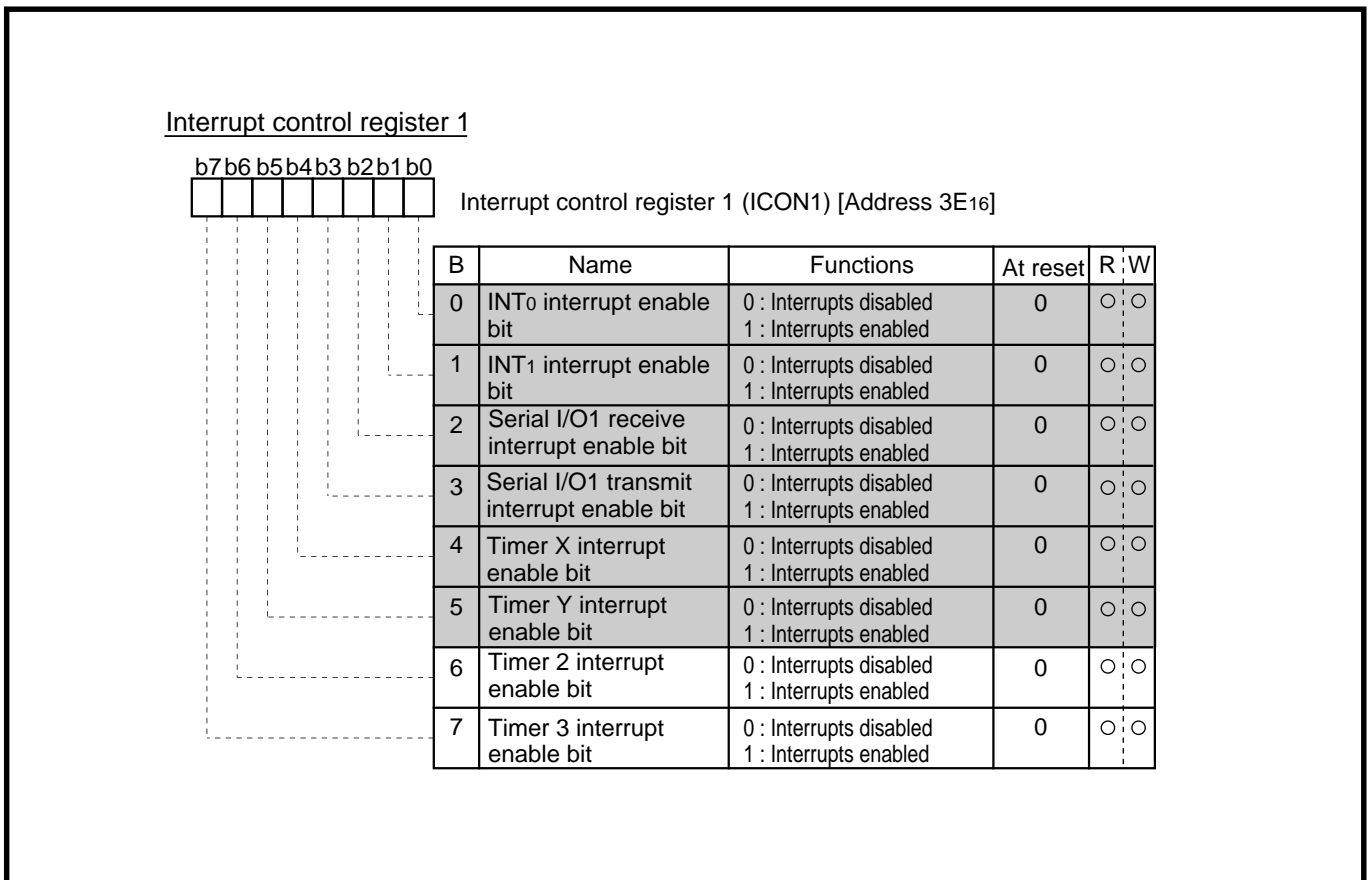 Interrupt control register 1
b7 b6 b5 b4 b3 b2 b1 b0
Interrupt control register 1 (ICON1) [Address 3E16]
B Name Functions At reset R W
0 INT0 interrupt enable bit 0 : Interrupts disabled 1 : Interrupts enabled 0 ○ ○
1 INT1 interrupt enable bit 0 : Interrupts disabled 1 : Interrupts enabled 0 ○ ○
2 Serial I/O1 receive interrupt enable bit 0 : Interrupts disabled 1 : Interrupts enabled 0 ○ ○
3 Serial I/O1 transmit interrupt enable bit 0 : Interrupts disabled 1 : Interrupts enabled 0 ○ ○
4 Timer X interrupt enable bit 0 : Interrupts disabled 1 : Interrupts enabled 0 ○ ○
5 Timer Y interrupt enable bit 0 : Interrupts disabled 1 : Interrupts enabled 0 ○ ○
6 Timer 2 interrupt enable bit 0 : Interrupts disabled 1 : Interrupts enabled 0 ○ ○
7 Timer 3 interrupt enable bit 0 : Interrupts disabled 1 : Interrupts enabled 0 ○ ○